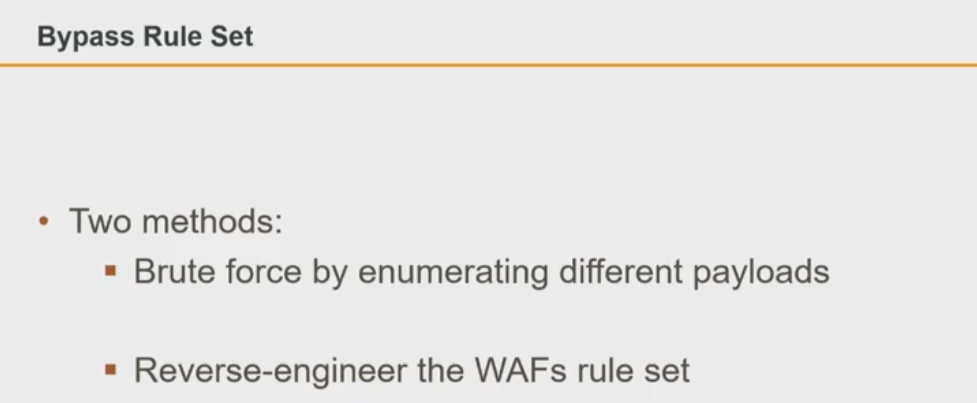 Bypass Rule Set
• Two methods:
▪ Brute force by enumerating different payloads
▪ Reverse-engineer the WAFs rule set